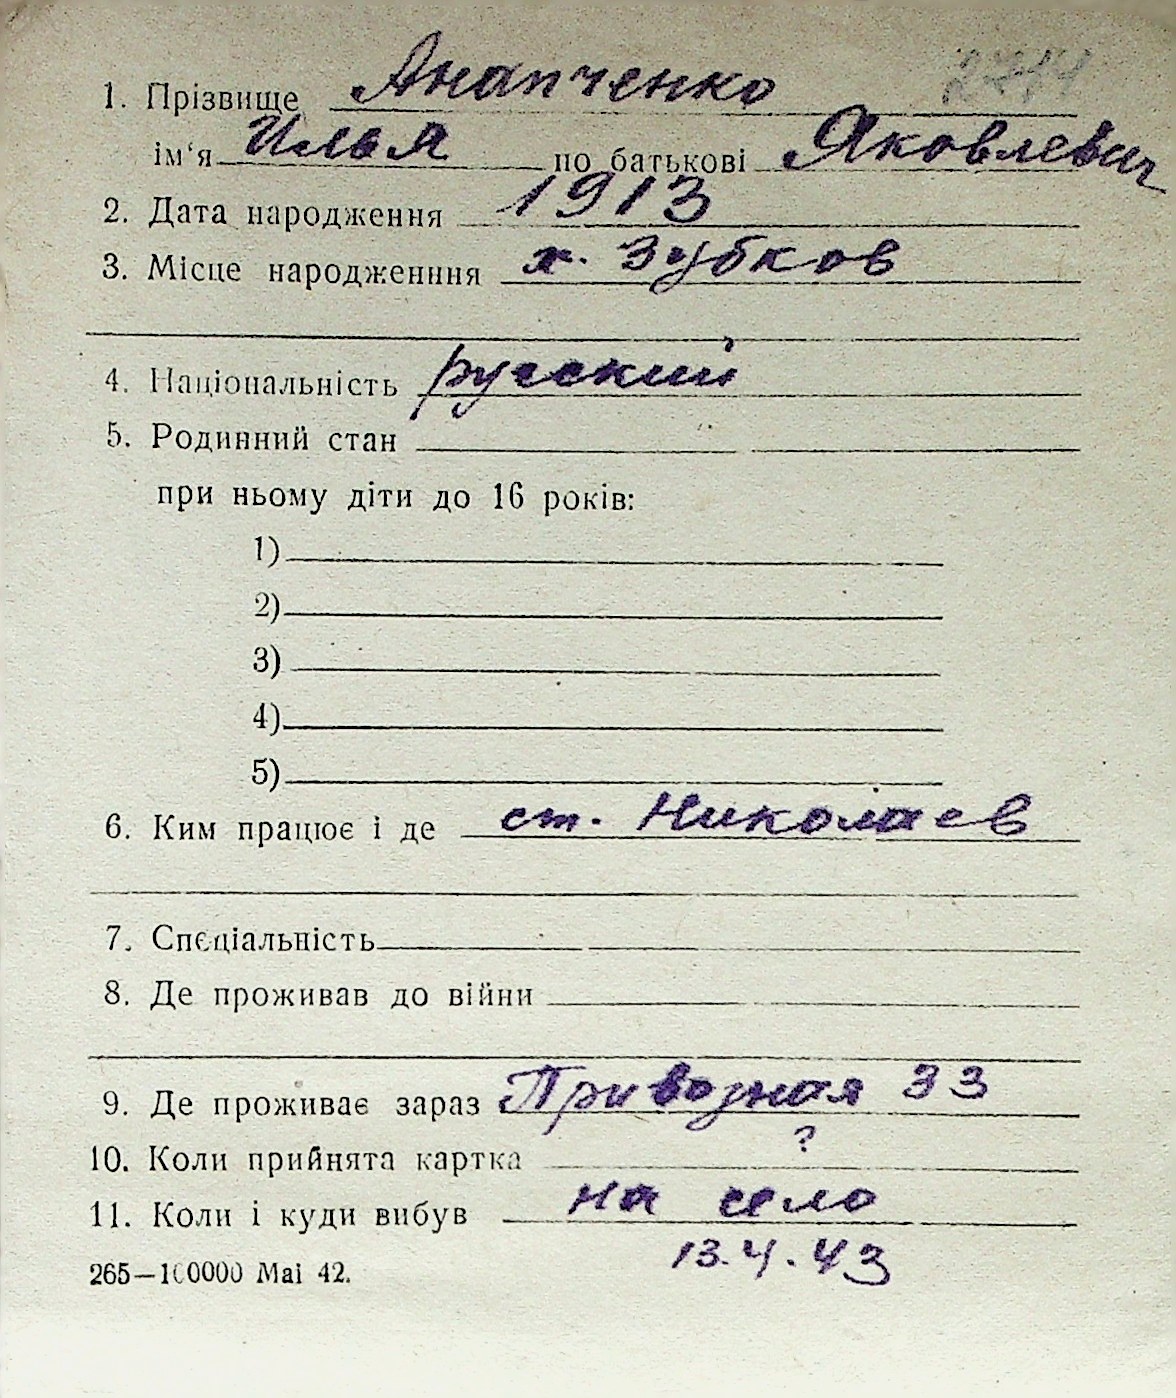 1. Прізвище Анапченко
ім'я Илья по батькові Яковлевич
2. Дата народження 1913
3. Місце народженння х. Зубков
4. Національність русский
5. Родинний стан
при ньому діти до 16 років:
1)
2)
3)
4)
5)
6. Ким працює і де ст. Николаев
7. Спеціальність
8. Де проживав до війни
9. Де проживає зараз Привозная 33
10. Коли прийнята картка ?
11. Коли і куди вибув на село
13.4.43
265—100000 Mai 42.